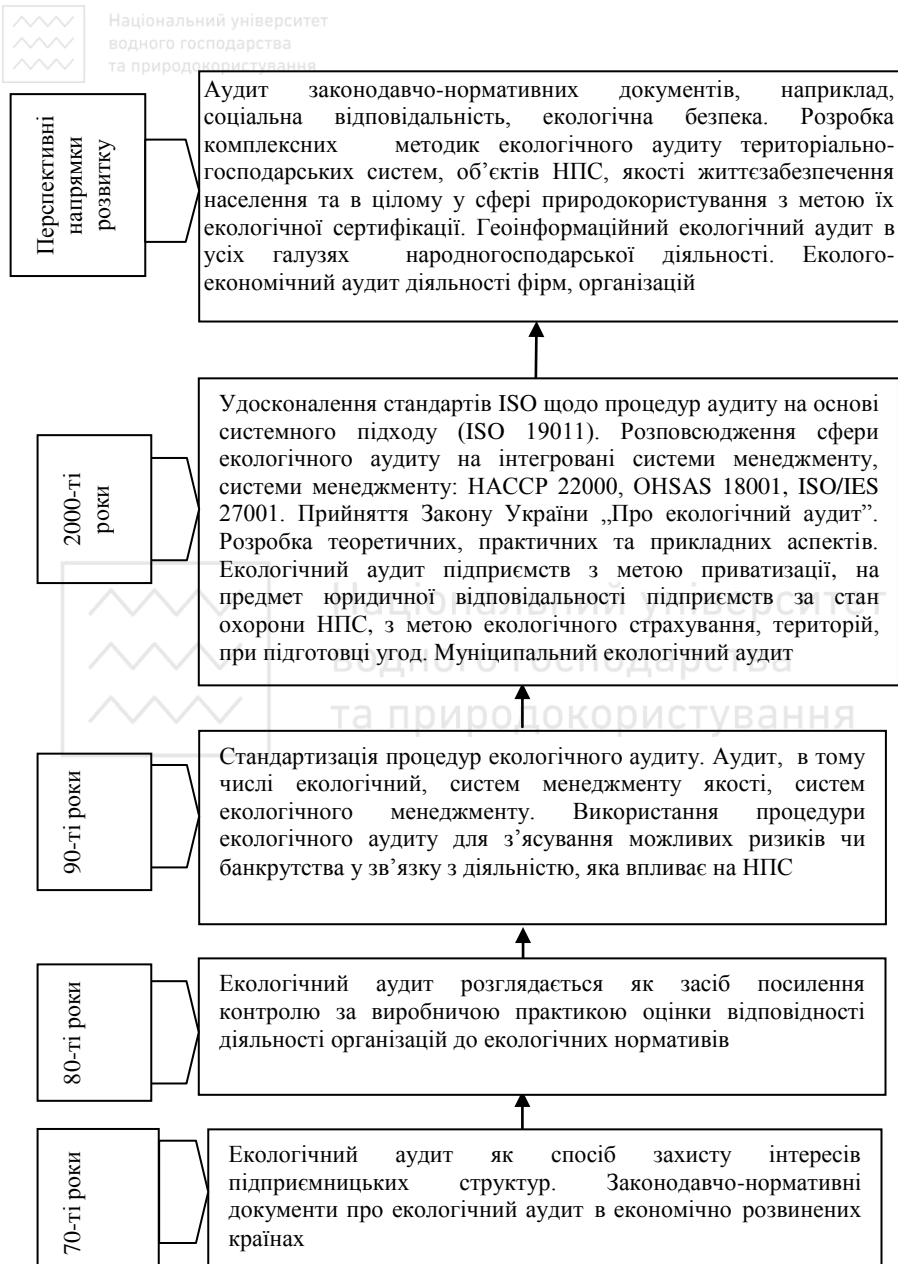 Національний університет
водного господарства
та природокористування
Перспективні
напрямки
розвитку
Аудит законодавчо-нормативних документів, наприклад,
соціальна відповідальність, екологічна безпека. Розробка
комплексних методик екологічного аудиту територіально-
господарських систем, об’єктів НПС, якості життєзабезпечення
населення та в цілому у сфері природокористування з метою їх
екологічної сертифікації. Геоінформаційний екологічний аудит в
усіх галузях народногосподарської діяльності. Еколого-
економічний аудит діяльності фірм, організацій
2000-ті
роки
Удосконалення стандартів ISO щодо процедур аудиту на основі
системного підходу (ISO 19011). Розповсюдження сфери
екологічного аудиту на інтегровані системи менеджменту,
системи менеджменту: HACCP 22000, OHSAS 18001, ISO/IES
27001. Прийняття Закону України „Про екологічний аудит”.
Розробка теоретичних, практичних та прикладних аспектів.
Екологічний аудит підприємств з метою приватизації, на
предмет юридичної відповідальності підприємств за стан
охорони НПС, з метою екологічного страхування, територій,
при підготовці угод. Муніципальний екологічний аудит
Національний університет
водного господарства
та природокористування
90-ті роки
Стандартизація процедур екологічного аудиту. Аудит, в тому
числі екологічний, систем менеджменту якості, систем
екологічного менеджменту. Використання процедури
екологічного аудиту для з’ясування можливих ризиків чи
банкрутства у зв’язку з діяльністю, яка впливає на НПС
80-ті роки
Екологічний аудит розглядається як засіб посилення
контролю за виробничою практикою оцінки відповідності
діяльності організацій до екологічних нормативів
70-ті роки
Екологічний аудит як спосіб захисту інтересів
підприємницьких структур. Законодавчо-нормативні
документи про екологічний аудит в економічно розвинених
країнах